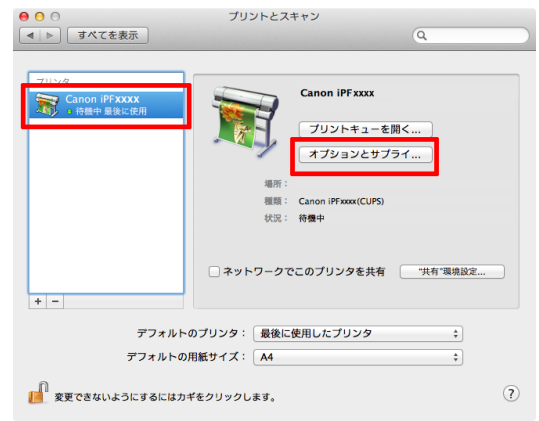 プリントとスキャン
すべてを表示
プリンタ
Canon iPFxxxx
待機中 最後に使用
Canon iPFxxxx
プリントキューを開く...
オプションとサプライ...
場所：
種類： Canon iPFxxxx(CUPS)
状況： 待機中
ネットワークでこのプリンタを共有 "共有"環境設定...
+ −
デフォルトのプリンタ： 最後に使用したプリンタ
デフォルトの用紙サイズ： A4
変更できないようにするにはカギをクリックします。 ?